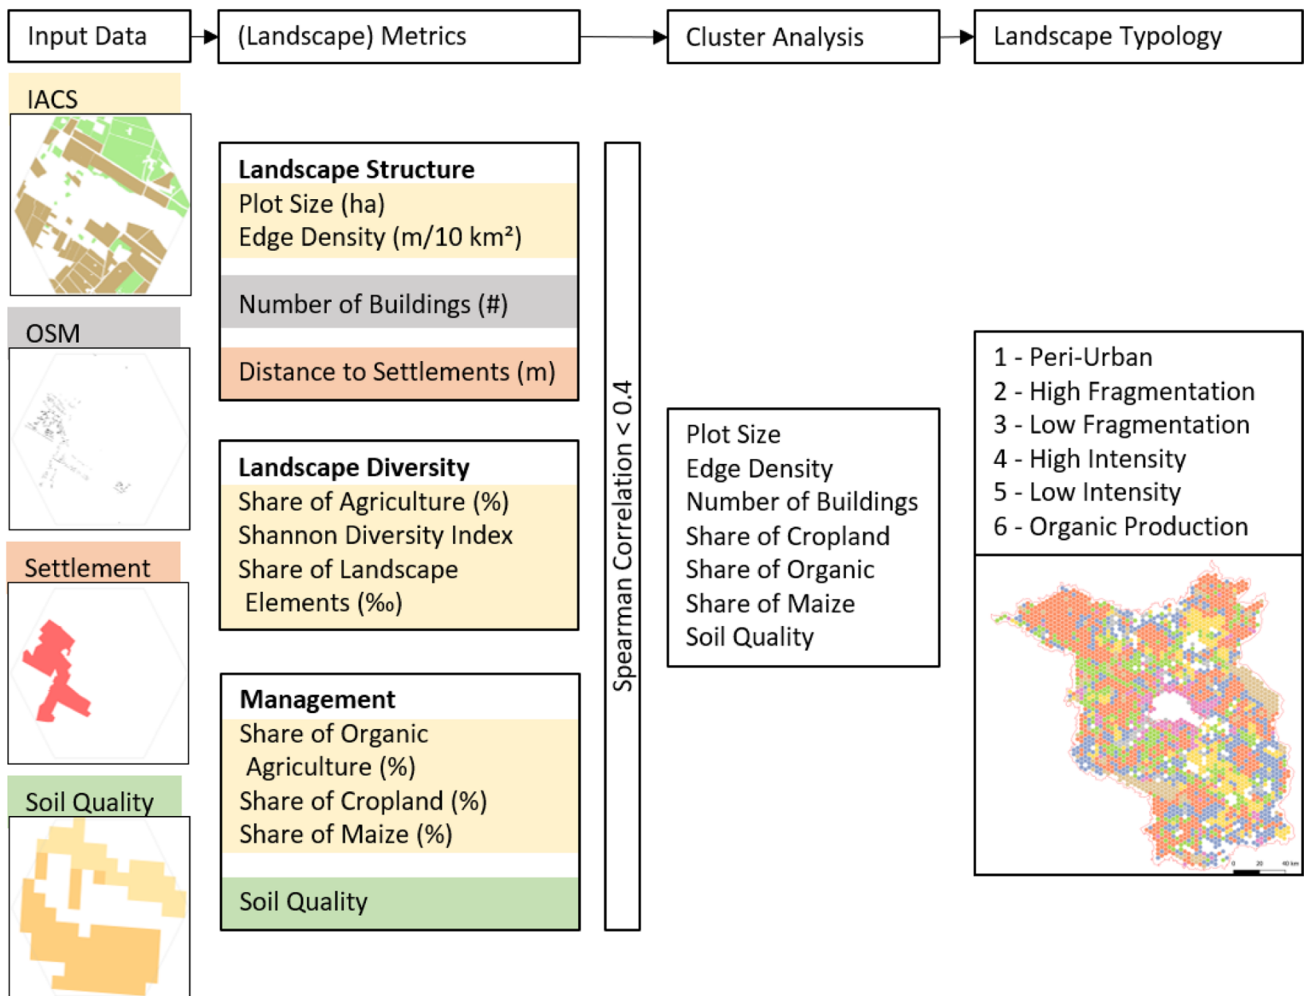 Input Data
(Landscape) Metrics
Cluster Analysis
Landscape Typology
IACS
OSM
Settlement
Soil Quality
Landscape Structure
Plot Size (ha)
Edge Density (m/10 km²)
Number of Buildings (#)
Distance to Settlements (m)
Landscape Diversity
Share of Agriculture (%)
Shannon Diversity Index
Share of Landscape
Elements (‰)
Management
Share of Organic
Agriculture (%)
Share of Cropland (%)
Share of Maize (%)
Soil Quality
Spearman Correlation < 0.4
Plot Size
Edge Density
Number of Buildings
Share of Cropland
Share of Organic
Share of Maize
Soil Quality
1 - Peri-Urban
2 - High Fragmentation
3 - Low Fragmentation
4 - High Intensity
5 - Low Intensity
6 - Organic Production
0 20 40 km